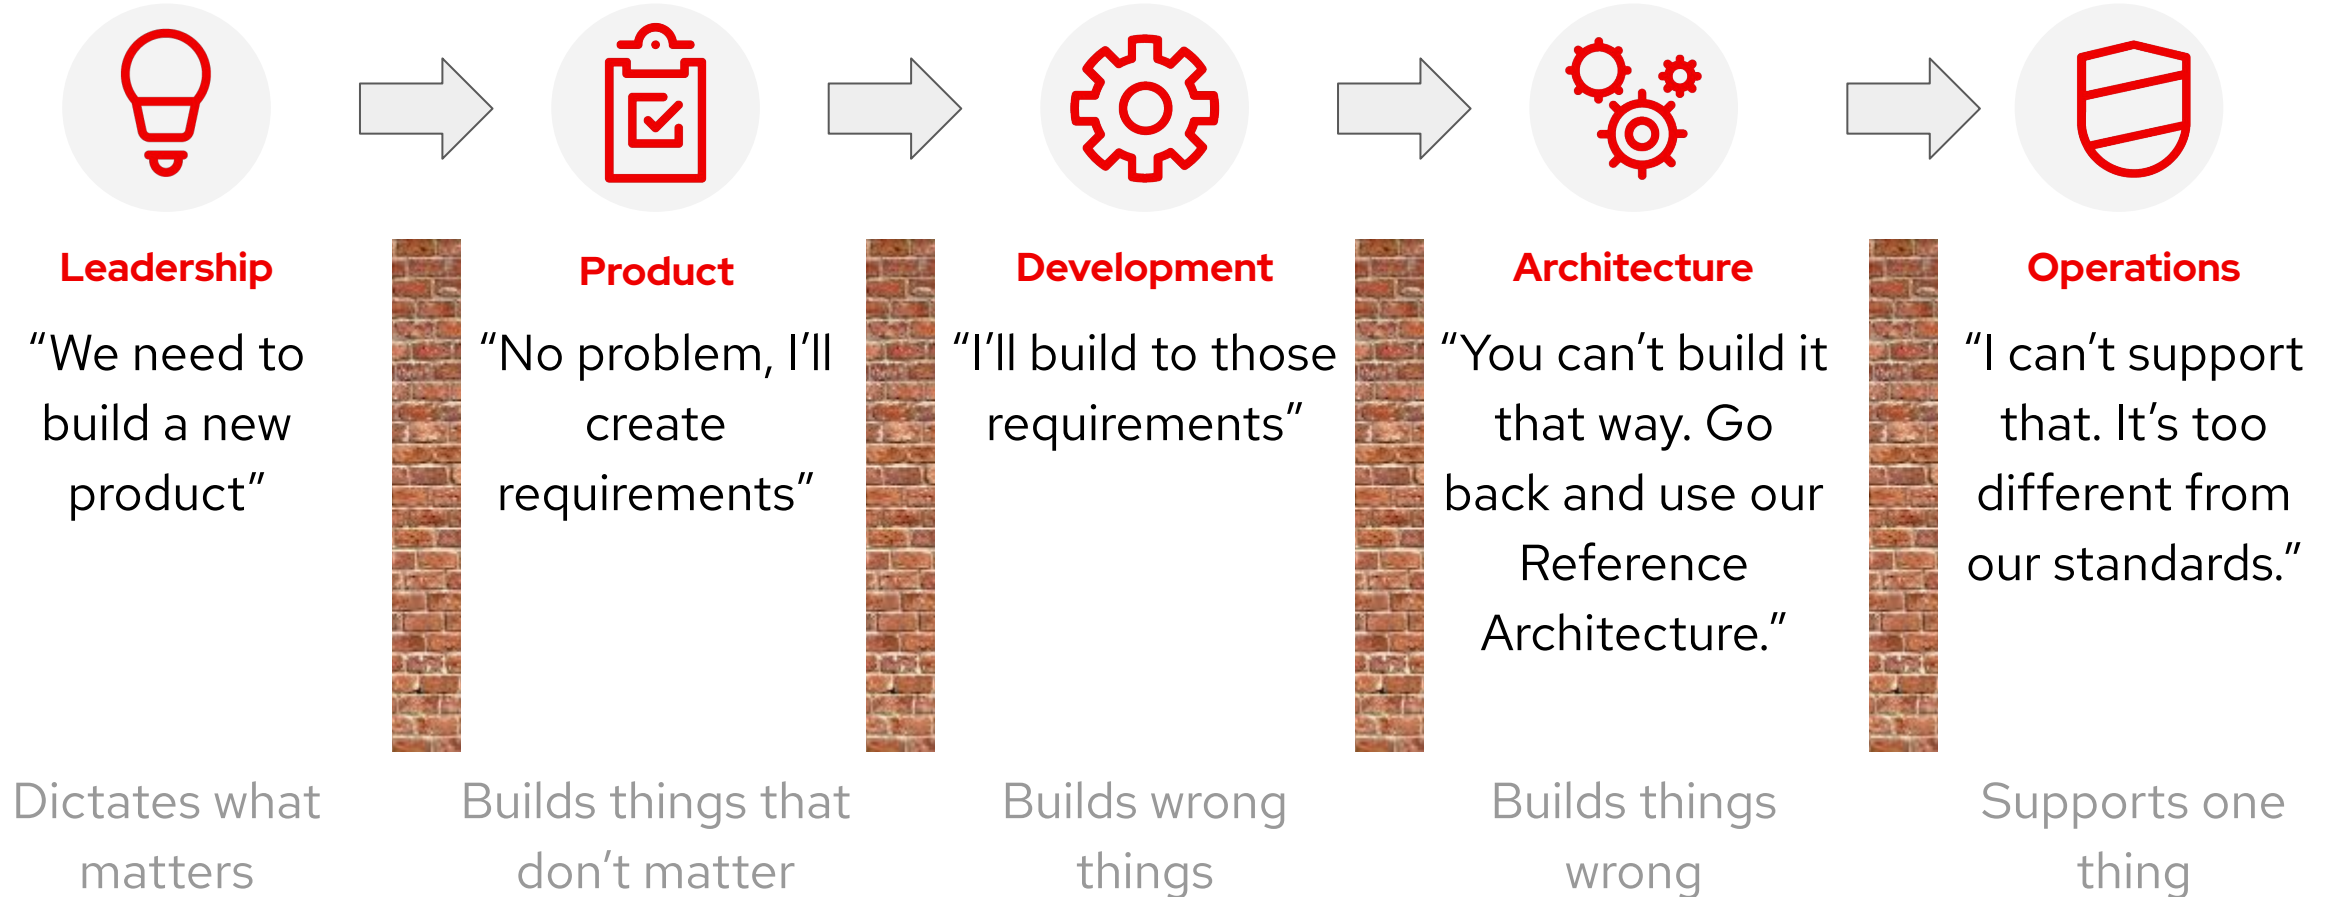 Leadership
“We need to
build a new
product”
Dictates what
matters
Product
“No problem, I’ll
create
requirements”
Builds things that
don’t matter
Development
“I’ll build to those
requirements”
Builds wrong
things
Architecture
“You can’t build it
that way. Go
back and use our
Reference
Architecture.”
Builds things
wrong
Operations
“I can’t support
that. It’s too
different from
our standards.”
Supports one
thing